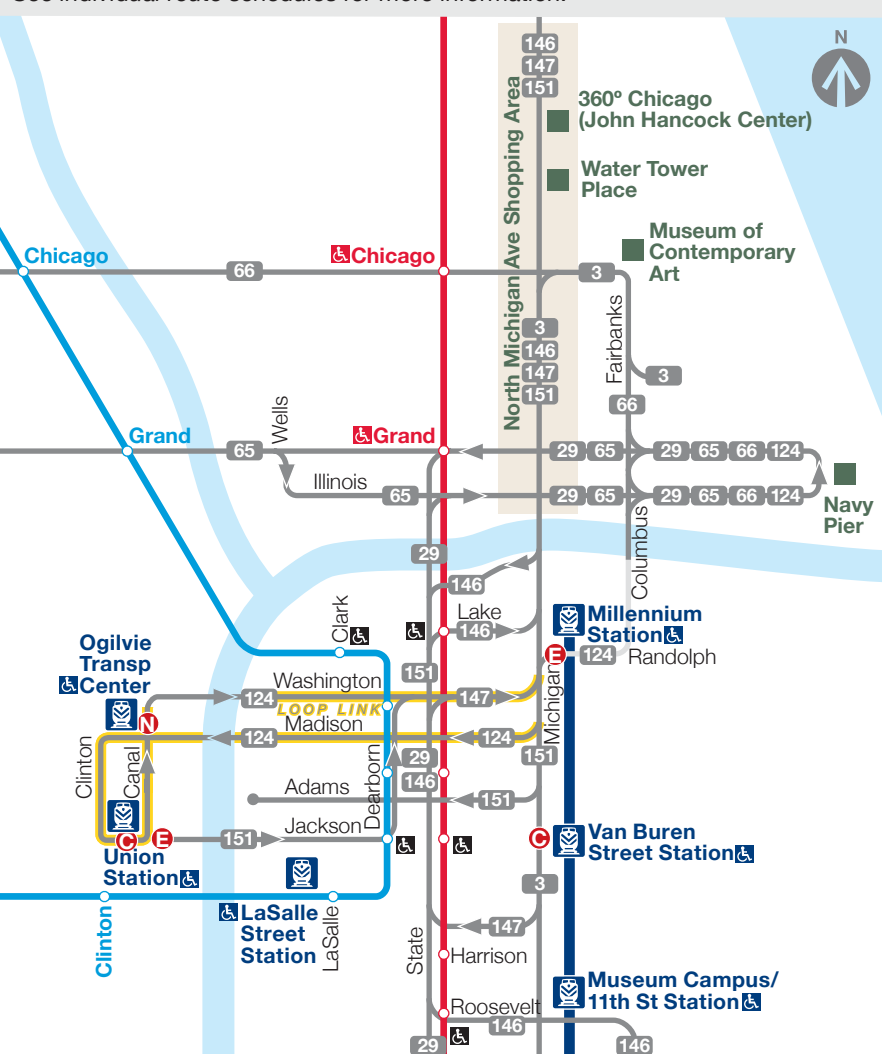 See individual route schedules for more information.
N
146
147
151
360º Chicago
(John Hancock Center)
Water Tower
Place
North Michigan Ave Shopping Area
Museum of
Contemporary
Art
Chicago
66
Chicago
3
3
146
147
151
Fairbanks
3
66
Wells
Grand
65
Grand
29 65
29 65 66 124
Illinois
65
29 65
29 65 66 124
Navy
Pier
Columbus
29
146
Lake
146
Clark
Millennium
Station
E
124
Randolph
Ogilvie
Transp
Center
151
Washington
124
147
LOOP LINK
Madison
124
124
N
Michigan
Clinton
Canal
Dearborn
29
146
151
Adams
151
Jackson
151
C
E
Union
Station
C
Van Buren
Street Station
3
LaSalle
Street
Station
LaSalle
Clinton
147
State
Harrison
Museum Campus/
11th St Station
Roosevelt
146
29
146